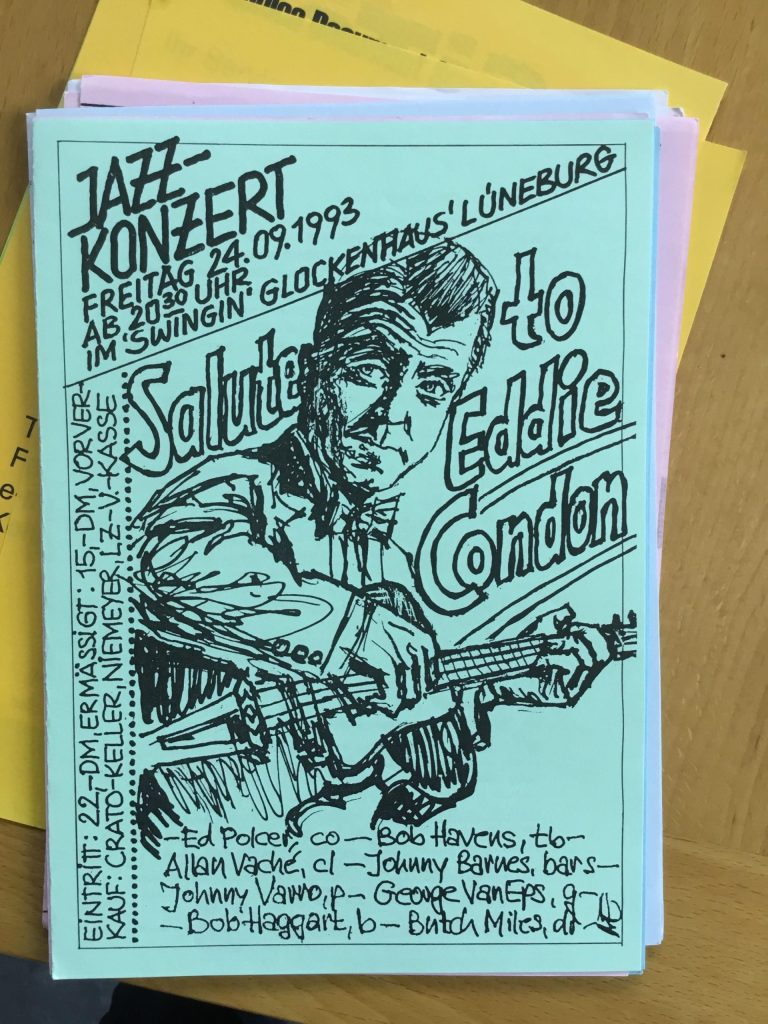 JAZZ-
KONZERT
FREITAG 24.09.1993
AB 20³⁰ UHR
IM 'SWINGIN' GLOCKENHAUS' LÜNEBURG
Salute to
Eddie
Condon
EINTRITT: 22,-DM, ERMÄSSIGT: 15,-DM, VORVER-
KAUF: CRATO-KELLER, NIEMEYER, LZ-V.-KASSE
-Ed Polcer, co - Bob Havens, tb-
Allan Vaché, cl - Johnny Barnes, bars-
Johnny Varro, p - George Van Eps, g-
- Bob Haggart, b - Butch Miles, dr -